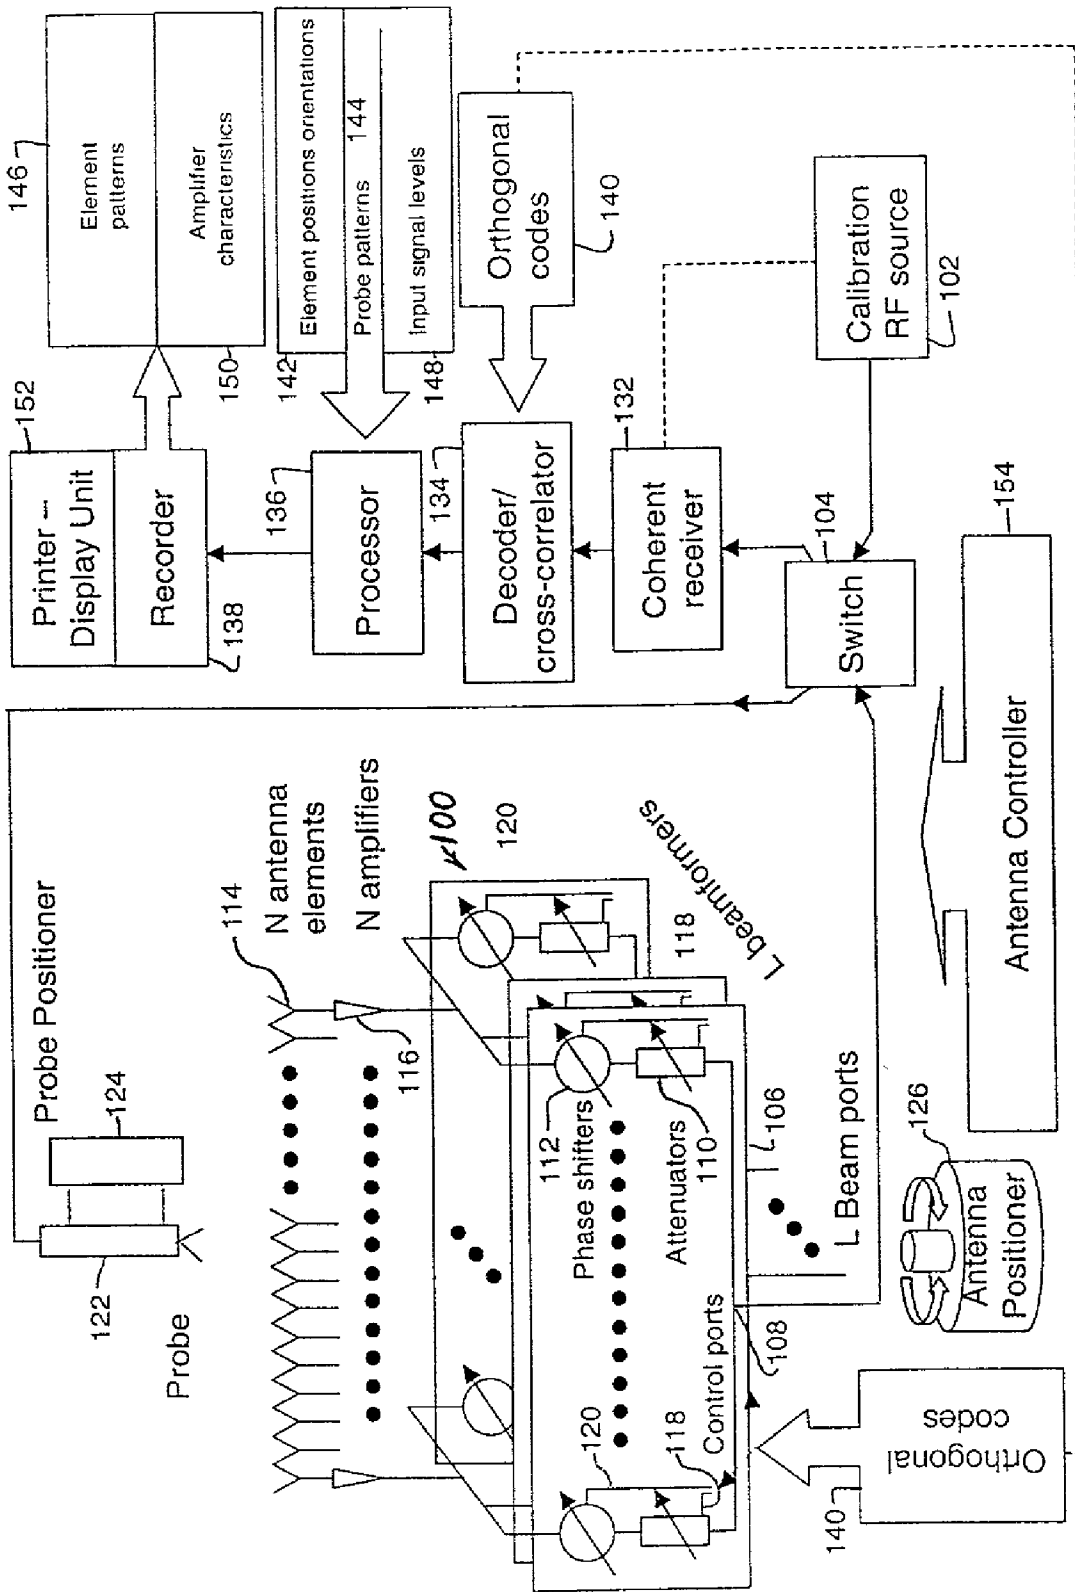 Probe Positioner
124
122
Probe
114
N antenna
elements
N amplifiers
116
100
120
118
L beamformers
112
Phase shifters
Attenuators
110
106
120
118
Control ports
108
L Beam ports
126
Antenna
Positioner
140
Orthogonal
codes
154
Antenna Controller
Switch
104
Calibration
RF source
102
Coherent
receiver
132
Decoder/
cross-correlator
134
Orthogonal
codes
140
Processor
136
142
Element positions orientations
Probe patterns
144
Input signal levels
148
Printer –
Display Unit
152
Recorder
138
146
Element
patterns
Amplifier
characteristics
150